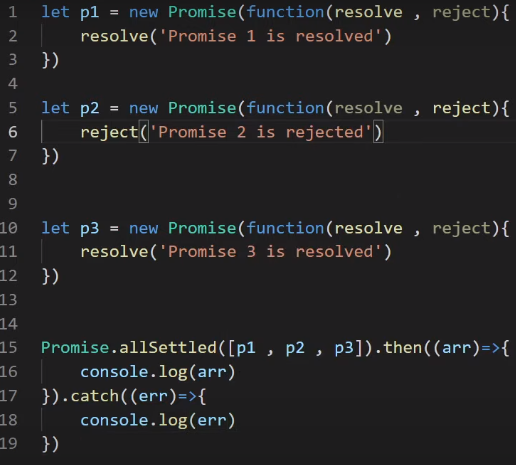 1 let p1 = new Promise(function(resolve , reject){
2     resolve('Promise 1 is resolved')
3 })
4
5 let p2 = new Promise(function(resolve , reject){
6     reject('Promise 2 is rejected')
7 })
8
9
10 let p3 = new Promise(function(resolve , reject){
11     resolve('Promise 3 is resolved')
12 })
13
14
15 Promise.allSettled([p1 , p2 , p3]).then((arr)=>{
16     console.log(arr)
17 }).catch((err)=>{
18     console.log(err)
19 })